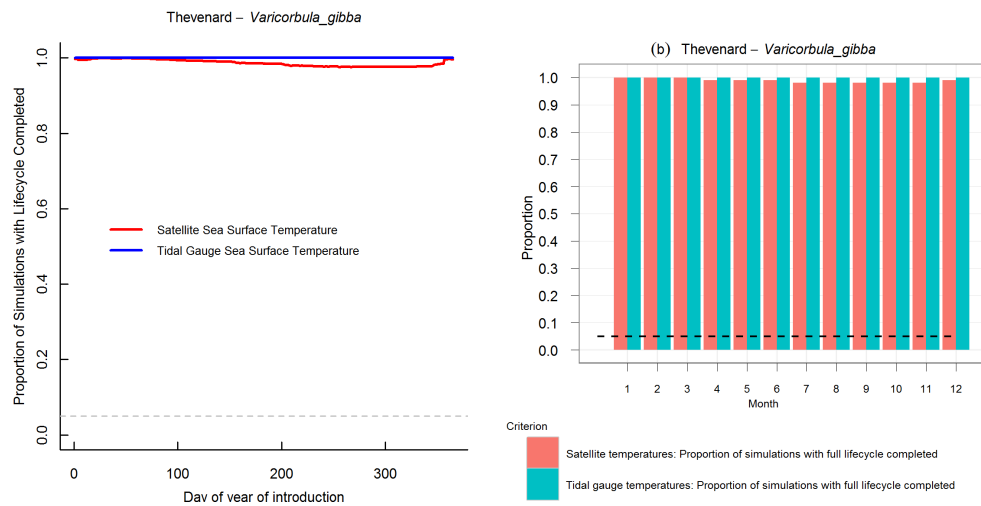 Thevenard – Varicorbula_gibba
Proportion of Simulations with Lifecycle Completed
1.0
0.8
0.6
0.4
0.2
0.0
Satellite Sea Surface Temperature
Tidal Gauge Sea Surface Temperature
0 100 200 300
Day of year of introduction
(b) Thevenard – Varicorbula_gibba
Proportion
1.0
0.9
0.8
0.7
0.6
0.5
0.4
0.3
0.2
0.1
0.0
1 2 3 4 5 6 7 8 9 10 11 12
Month
Criterion
Satellite temperatures: Proportion of simulations with full lifecycle completed
Tidal gauge temperatures: Proportion of simulations with full lifecycle completed